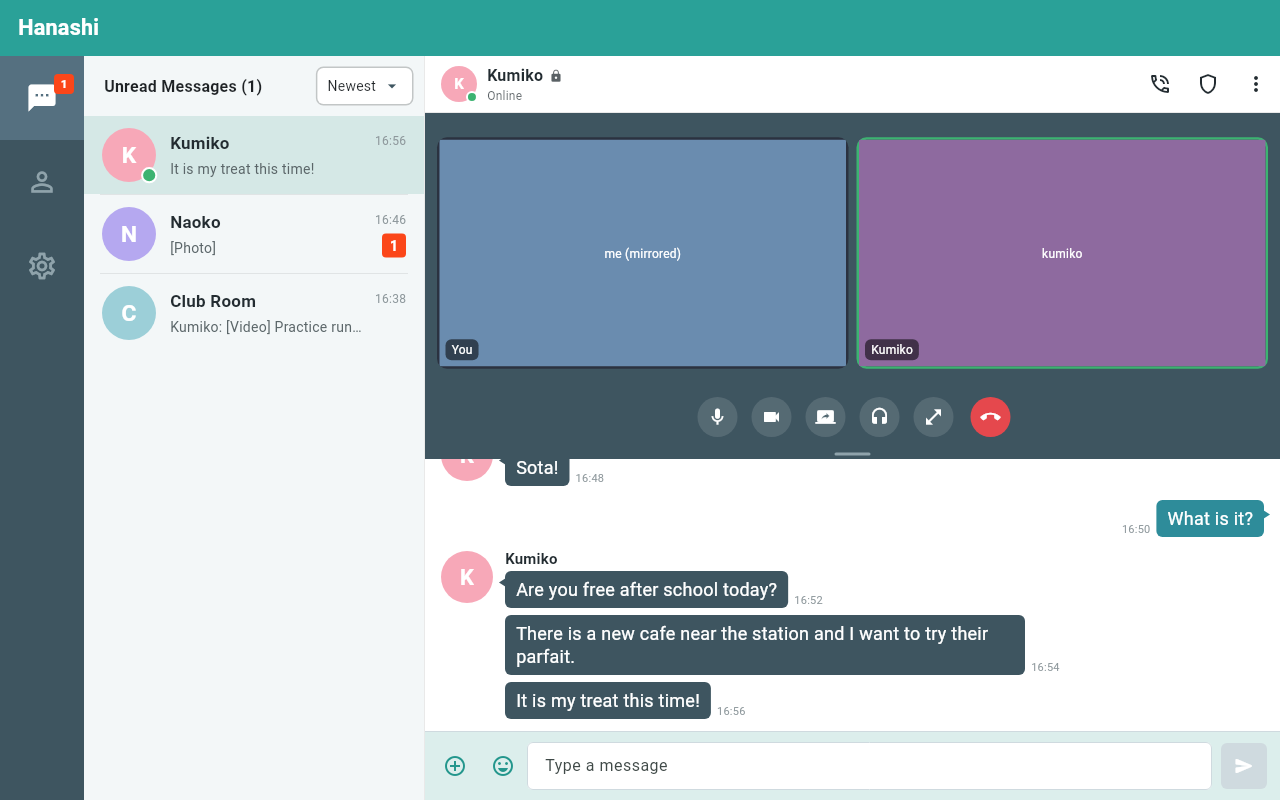 Hanashi
1
Unread Messages (1)
Newest
K
Kumiko
16:56
It is my treat this time!
N
Naoko
16:46
[Photo]
1
C
Club Room
16:38
Kumiko: [Video] Practice run...
K
Kumiko
Online
me (mirrored)
You
kumiko
Kumiko
K
Sota!
16:48
What is it?
16:50
K
Kumiko
Are you free after school today?
16:52
There is a new cafe near the station and I want to try their
parfait.
16:54
It is my treat this time!
16:56
Type a message